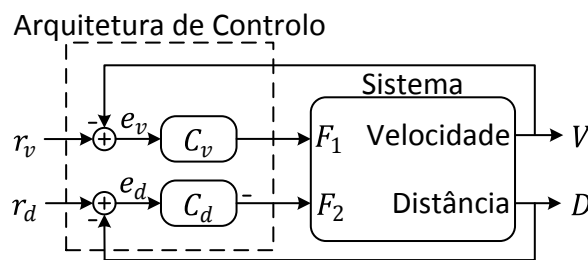 Arquitetura de Controlo
Sistema
- e_v
r_v + C_v F_1 Velocidade V
e_d -
r_d + C_d F_2 Distância D
-